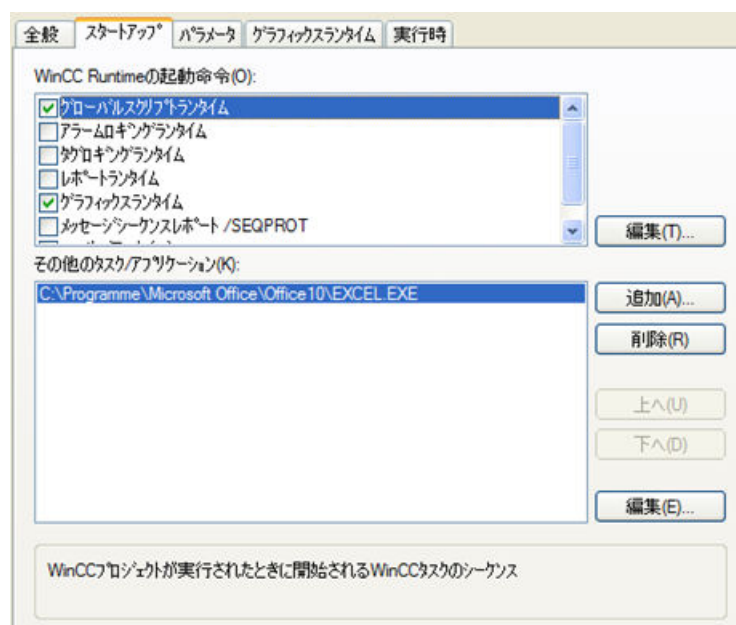 全般 スタートアップ パラメータ グラフィックスランタイム 実行時
WinCC Runtimeの起動命令(O):
グローバルスクリプトランタイム
アラームロギングランタイム
タグロギングランタイム
レポートランタイム
グラフィックスランタイム
メッセージシーケンスレポート /SEQPROT
編集(T)...
その他のタスク/アプリケーション(K):
C:\Programme\Microsoft Office\Office10\EXCEL.EXE
追加(A)...
削除(R)
上へ(U)
下へ(D)
編集(E)...
WinCCプロジェクトが実行されたときに開始されるWinCCタスクのシーケンス